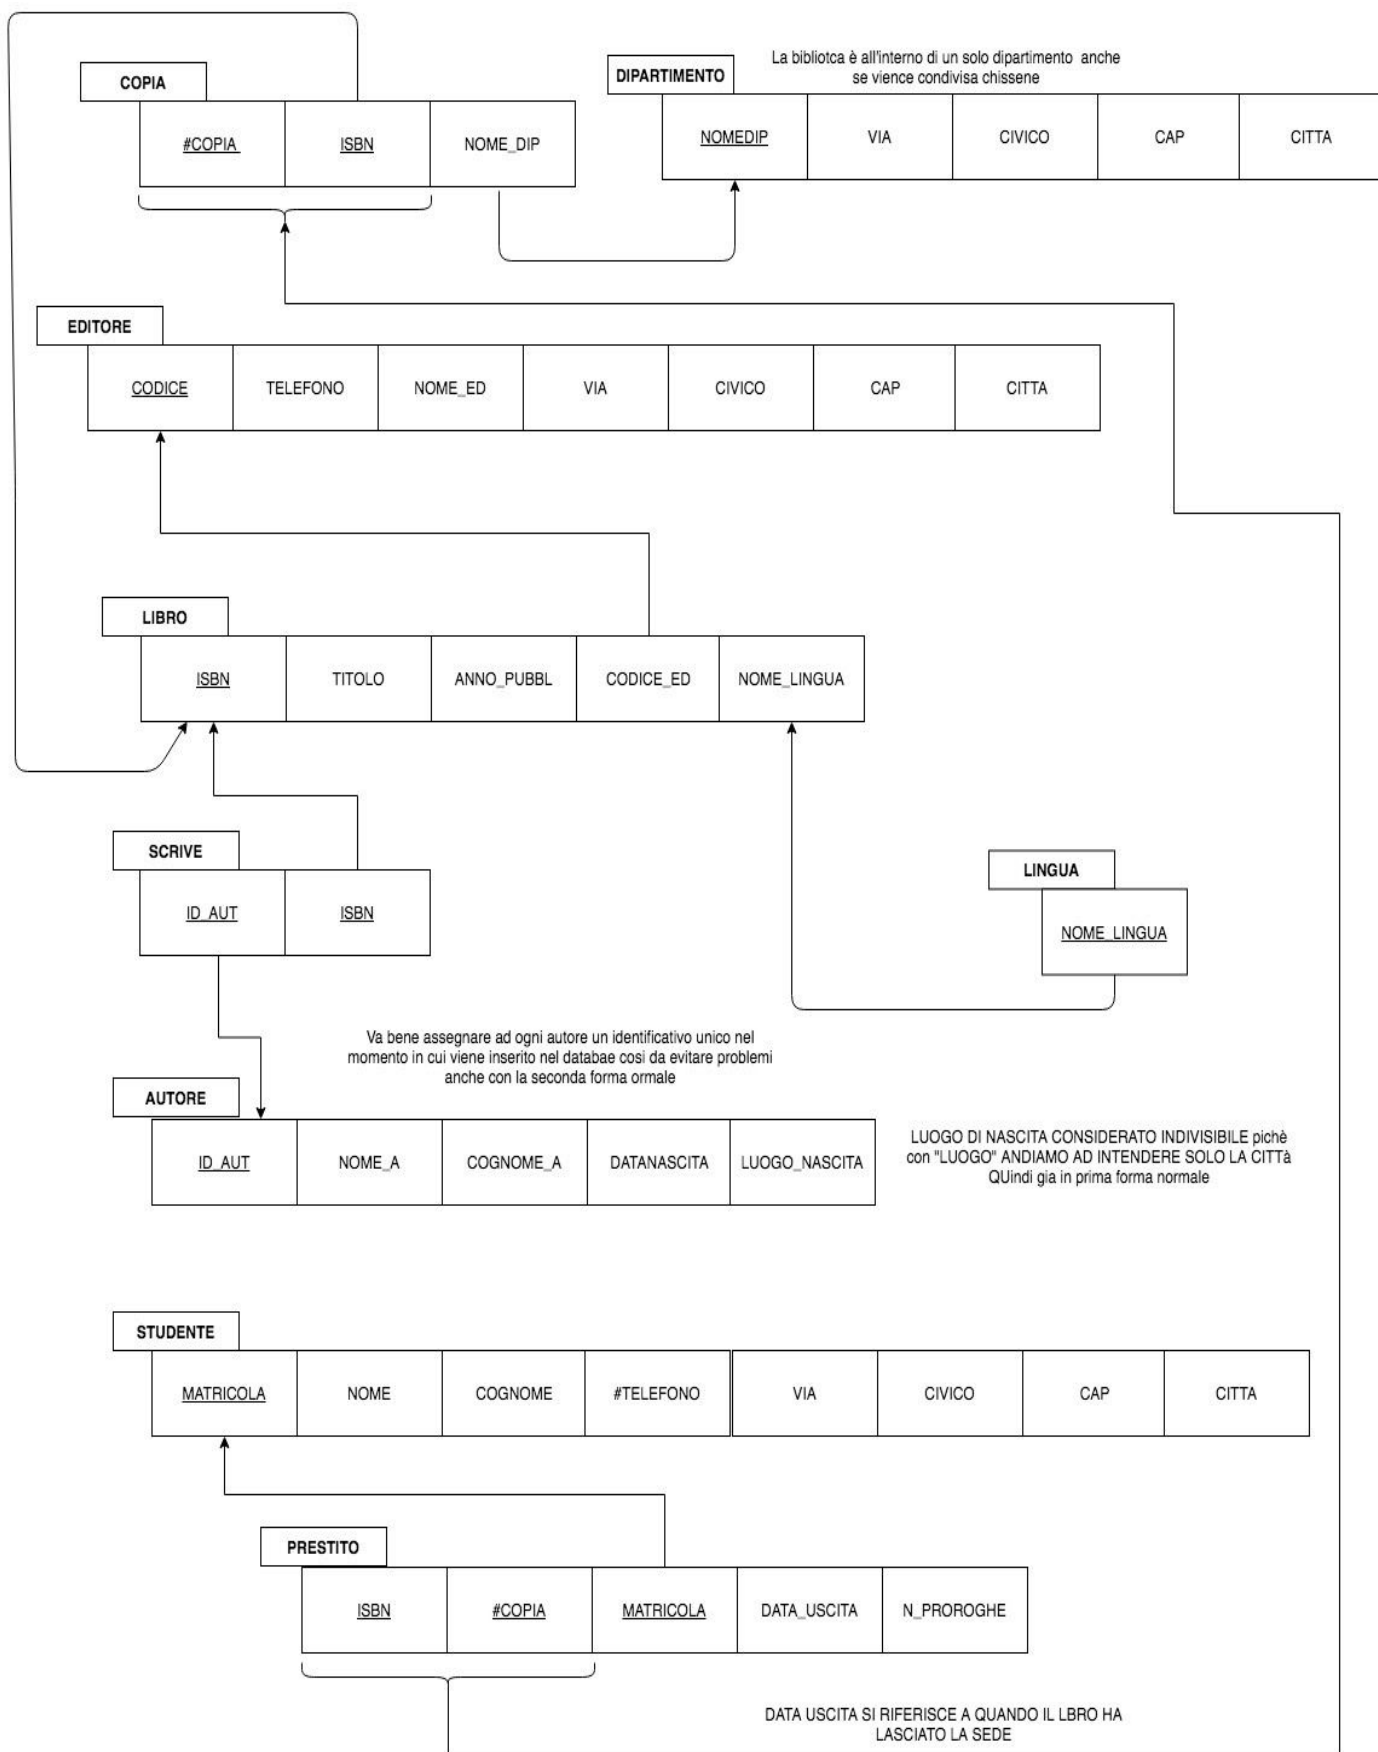 COPIA
#COPIA ISBN NOME_DIP
La bibliotca è all'interno di un solo dipartimento anche
se vience condivisa chissene
DIPARTIMENTO
NOMEDIP VIA CIVICO CAP CITTA
EDITORE
CODICE TELEFONO NOME_ED VIA CIVICO CAP CITTA
LIBRO
ISBN TITOLO ANNO_PUBBL CODICE_ED NOME_LINGUA
SCRIVE
ID_AUT ISBN
LINGUA
NOME_LINGUA
Va bene assegnare ad ogni autore un identificativo unico nel
momento in cui viene inserito nel databae cosi da evitare problemi
anche con la seconda forma ormale
AUTORE
ID_AUT NOME_A COGNOME_A DATANASCITA LUOGO_NASCITA
LUOGO DI NASCITA CONSIDERATO INDIVISIBILE pichè
con "LUOGO" ANDIAMO AD INTENDERE SOLO LA CITTà
QUindi gia in prima forma normale
STUDENTE
MATRICOLA NOME COGNOME #TELEFONO VIA CIVICO CAP CITTA
PRESTITO
ISBN #COPIA MATRICOLA DATA_USCITA N_PROROGHE
DATA USCITA SI RIFERISCE A QUANDO IL LBRO HA
LASCIATO LA SEDE